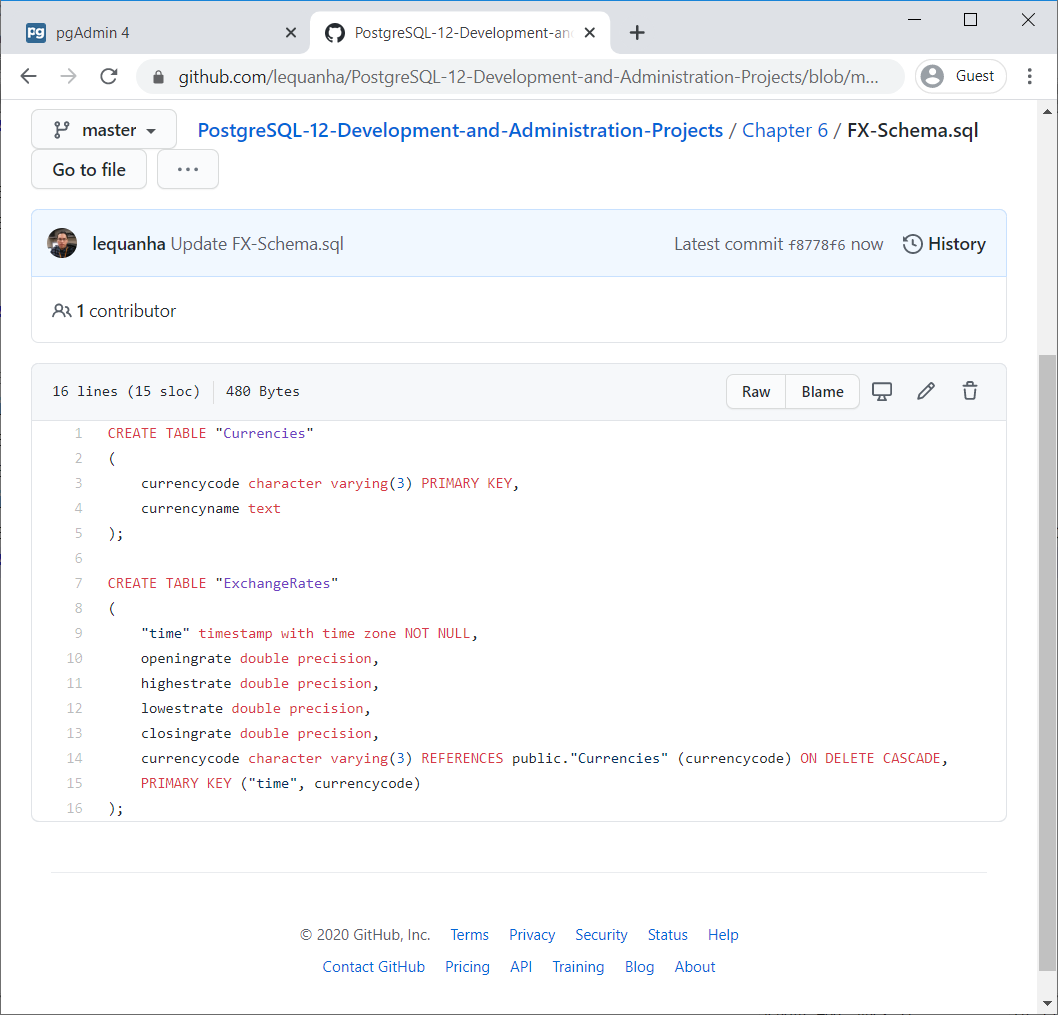 pgAdmin 4
PostgreSQL-12-Development-an
github.com/lequanha/PostgreSQL-12-Development-and-Administration-Projects/blob/m...
Guest
master
PostgreSQL-12-Development-and-Administration-Projects / Chapter 6 / FX-Schema.sql
Go to file
...
lequanha Update FX-Schema.sql
Latest commit f8778f6 now
History
1 contributor
16 lines (15 sloc) 480 Bytes
Raw
Blame
1 CREATE TABLE "Currencies"
2 (
3 currencycode character varying(3) PRIMARY KEY,
4 currencyname text
5 );
6
7 CREATE TABLE "ExchangeRates"
8 (
9 "time" timestamp with time zone NOT NULL,
10 openingrate double precision,
11 highestrate double precision,
12 lowestrate double precision,
13 closingrate double precision,
14 currencycode character varying(3) REFERENCES public."Currencies" (currencycode) ON DELETE CASCADE,
15 PRIMARY KEY ("time", currencycode)
16 );
© 2020 GitHub, Inc. Terms Privacy Security Status Help
Contact GitHub Pricing API Training Blog About